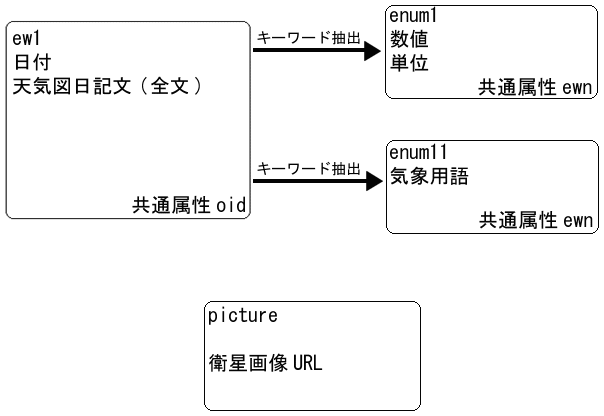 ew1
日付
天気図日記文(全文)
共通属性 oid
キーワード抽出
enum1
数値
単位
共通属性 ewn
キーワード抽出
enum11
気象用語
共通属性 ewn
picture
衛星画像 URL